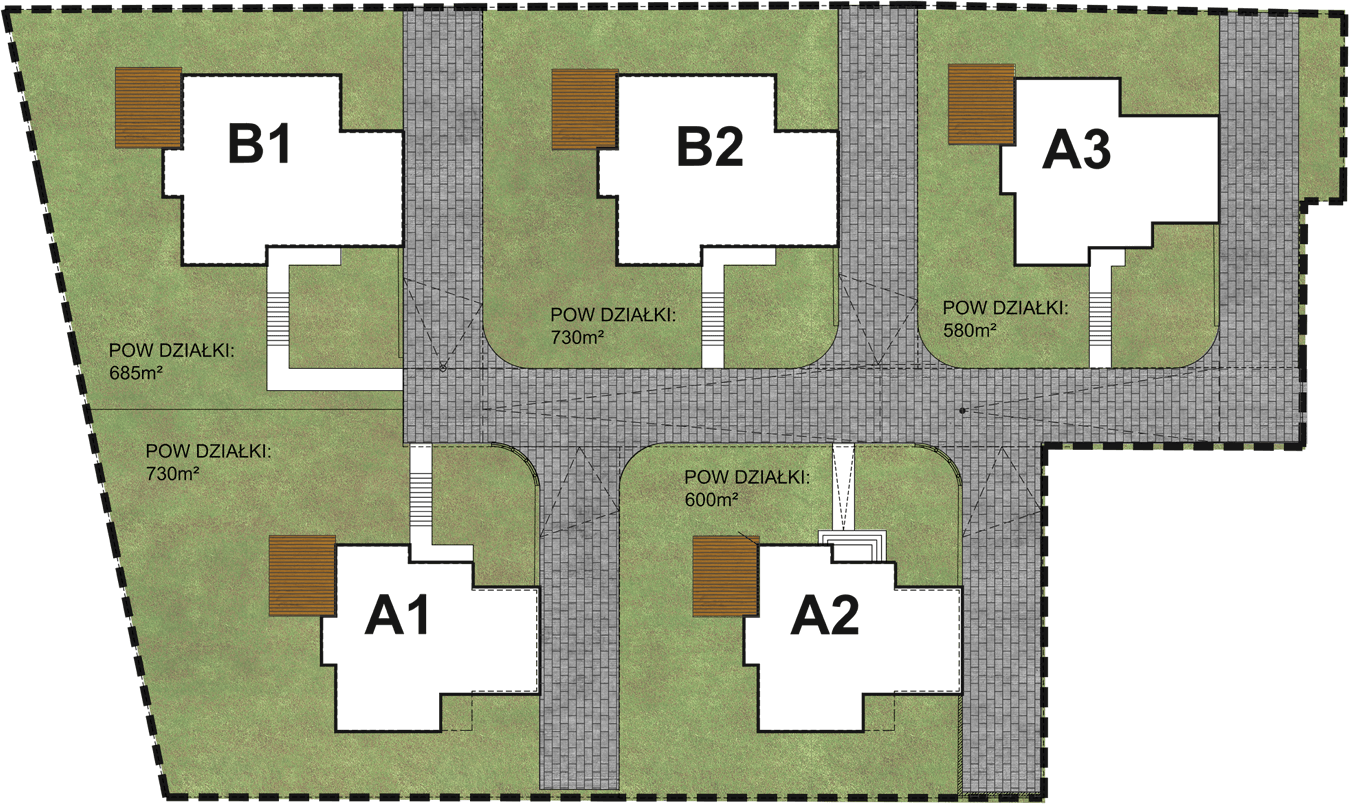 B1
B2
A3
POW DZIAŁKI:
685m²
POW DZIAŁKI:
730m²
POW DZIAŁKI:
580m²
POW DZIAŁKI:
730m²
POW DZIAŁKI:
600m²
A1
A2